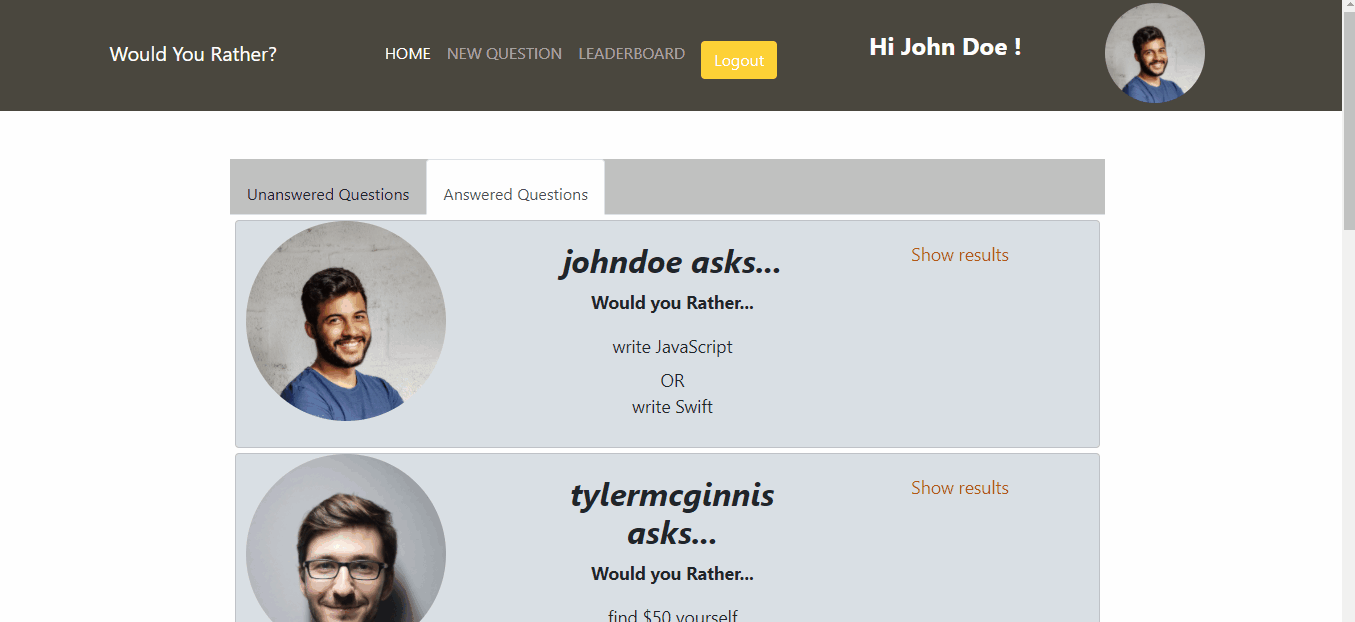 Would You Rather?
HOME
NEW QUESTION
LEADERBOARD
Logout
Hi John Doe !
Unanswered Questions
Answered Questions
johndoe asks...
Show results
Would you Rather...
write JavaScript
OR
write Swift
tylermcginnis
asks...
Show results
Would you Rather...
find $50 yourself